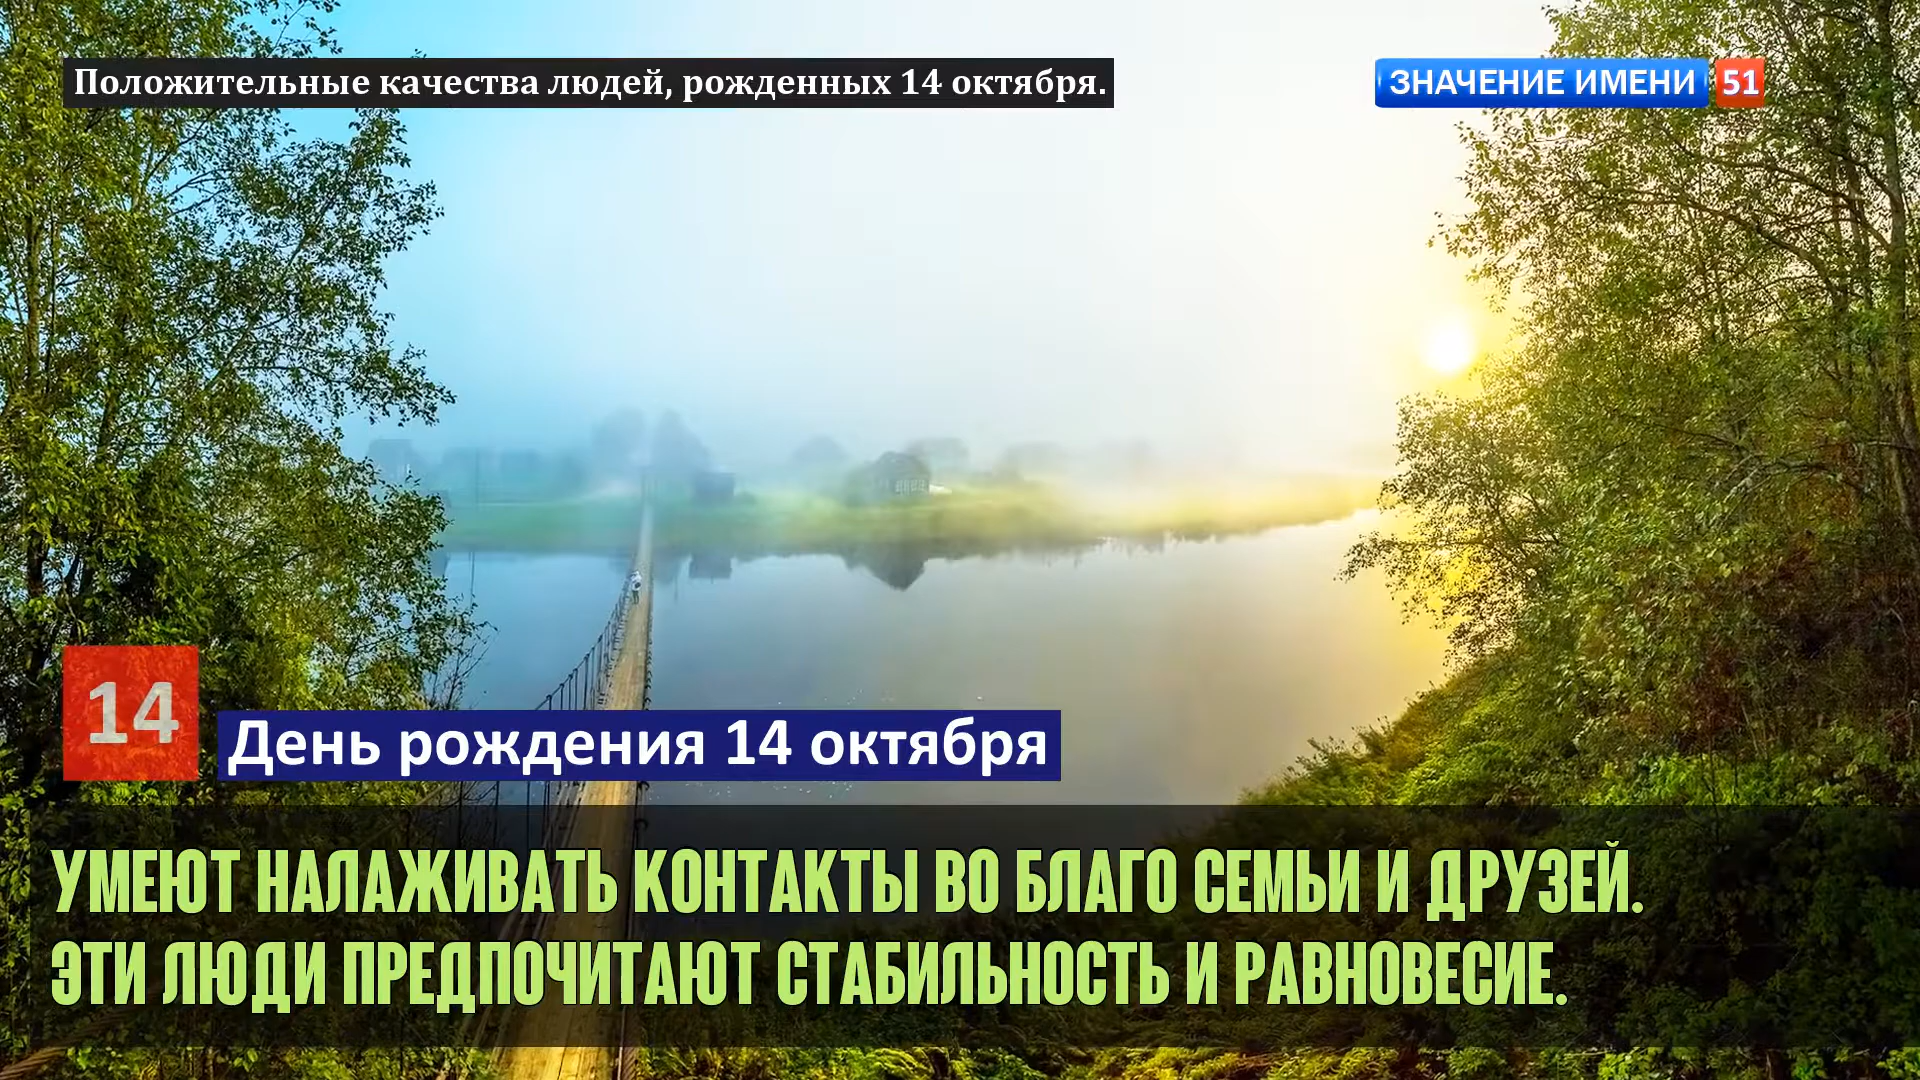 Положительные качества людей, рожденных 14 октября.
ЗНАЧЕНИЕ ИМЕНИ 51
14
День рождения 14 октября
УМЕЮТ НАЛАЖИВАТЬ КОНТАКТЫ ВО БЛАГО СЕМЬИ И ДРУЗЕЙ.
ЭТИ ЛЮДИ ПРЕДПОЧИТАЮТ СТАБИЛЬНОСТЬ И РАВНОВЕСИЕ.